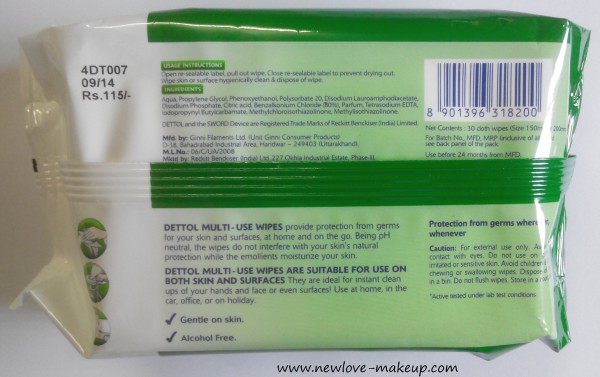 4DT007
09/14
Rs.115/-
USAGE INSTRUCTIONS
Open re-sealable label, pull out wipe. Close re-sealable label to prevent drying out.
Wipe skin or surface hygienically clean & dispose of wipe.
INGREDIENTS
Aqua, Propylene Glycol, Phenoxyethanol, Polysorbate 20, Disodium Lauroamphodiacetate,
Disodium Phosphate, Citric acid, Benzalkonium Chloride (80%), Parfum, Tetrasodium EDTA,
Iodopropynyl Butylcarbamate, Methylchloroisothiazolinone, Methylisothiazolinone.
DETTOL and the SWORD Device are Registered Trade Marks of Reckitt Benckiser (India) Limited.
Mfd. by: Ginni Filaments Ltd. (Unit Ginni Consumer Products)
D-38, Bahadrabad Industrial Area, Haridwar – 249403 (Uttarakhand),
M.L.No.: 06/C/UA/2008
Mktd by: Reckitt Benckiser (India) Ltd. 227, Okhla Industrial Estate, Phase-II,
8 901396 318200
Net Contents : 30 cloth wipes (Size 150mm
For Batch No., MFD, MRP (inclusive of all
see back panel of the pack
Use before 24 months from MFD.
DETTOL MULTI-USE WIPES provide protection from germs
for your skin and surfaces, at home and on the go. Being pH
neutral, the wipes do not interfere with your skin's natural
protection while the emollients moisturize your skin.
DETTOL MULTI-USE WIPES ARE SUITABLE FOR USE ON
BOTH SKIN AND SURFACES They are ideal for instant clean
ups of your hands and face or even surfaces! Use at home, in the
car, office, or on holiday.
✓ Gentle on skin.
✓ Alcohol Free.
Protection from germs
whenever
Caution: For external use only.
contact with eyes. Do not use on
irritated or sensitive skin. Avoid children
chewing or swallowing wipes. Dispose
in a bin. Do not flush wipes. Store in a
*Active tested under lab test conditions
www.newlove-makeup.com